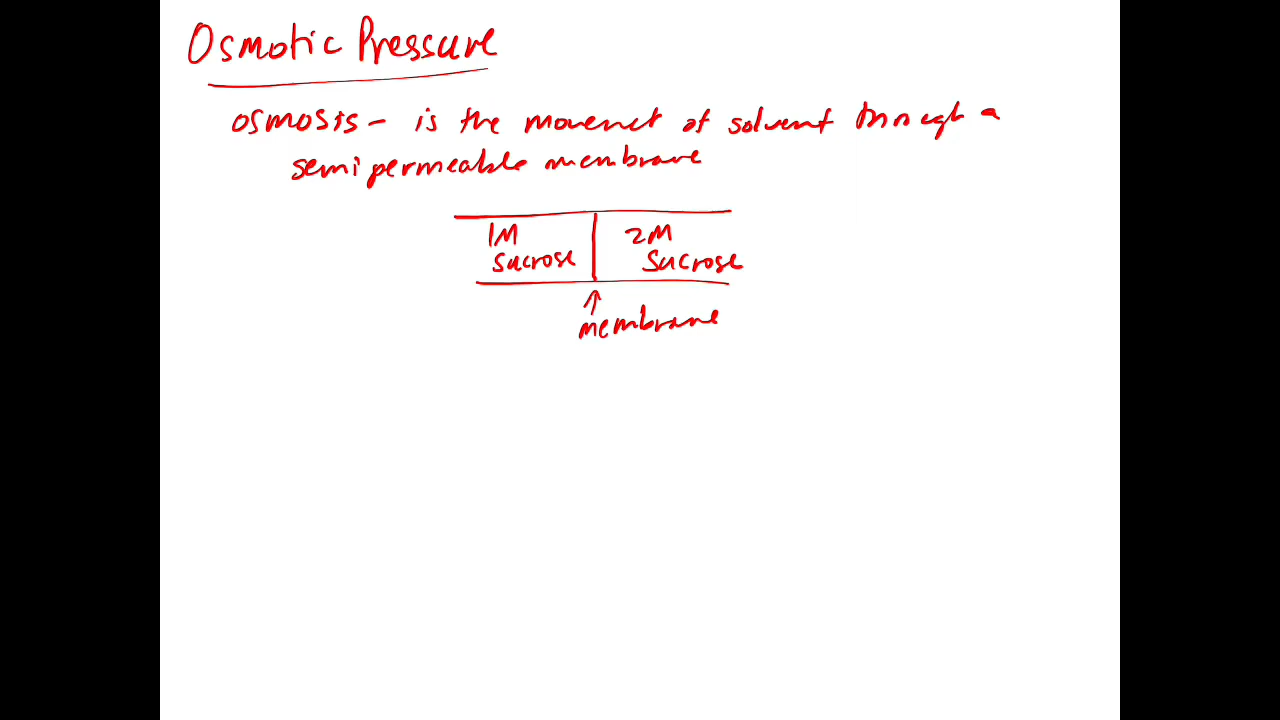 Osmotic Pressure
osmosis - is the movement of solvent through a
semipermeable membrane
1M 2M
sucrose sucrose
↑
membrane